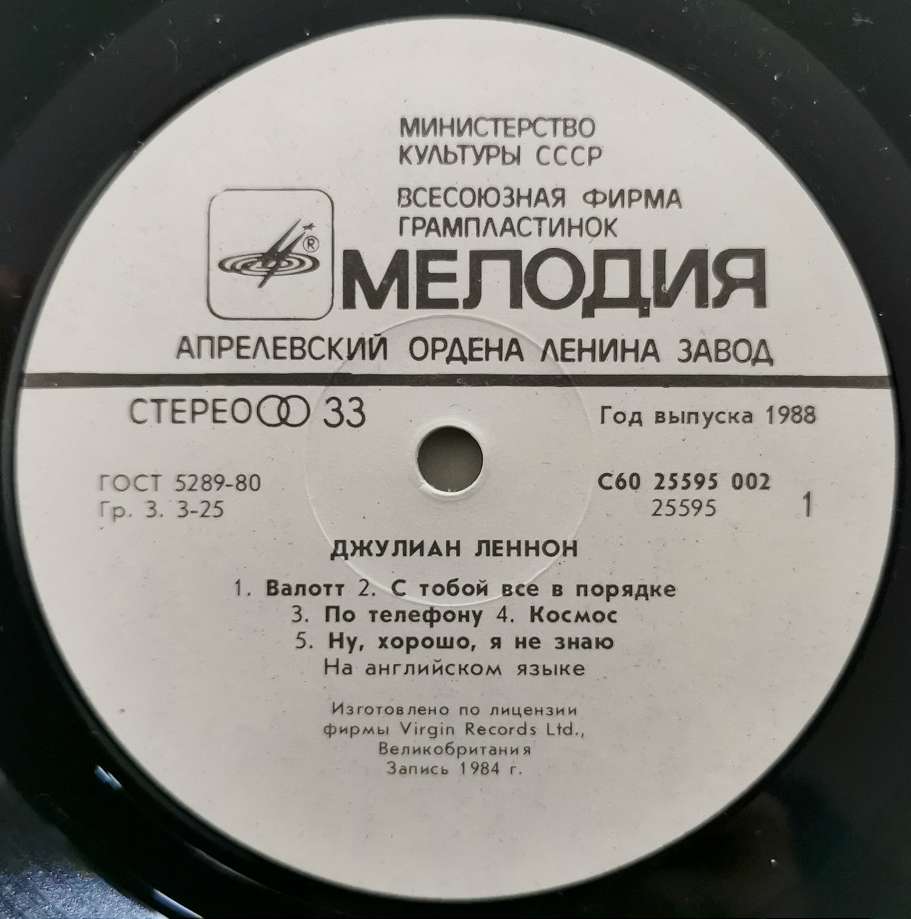 МИНИСТЕРСТВО
КУЛЬТУРЫ СССР
ВСЕСОЮЗНАЯ ФИРМА
ГРАМПЛАСТИНОК
®
МЕЛОДИЯ
АПРЕЛЕВСКИЙ ОРДЕНА ЛЕНИНА ЗАВОД
СТЕРЕО 33
Год выпуска 1988
ГОСТ 5289-80
Гр. 3. 3-25
С60 25595 002
25595 1
ДЖУЛИАН ЛЕННОН
1. Валотт 2. С тобой все в порядке
3. По телефону 4. Космос
5. Ну, хорошо, я не знаю
На английском языке
Изготовлено по лицензии
фирмы Virgin Records Ltd.,
Великобритания
Запись 1984 г.